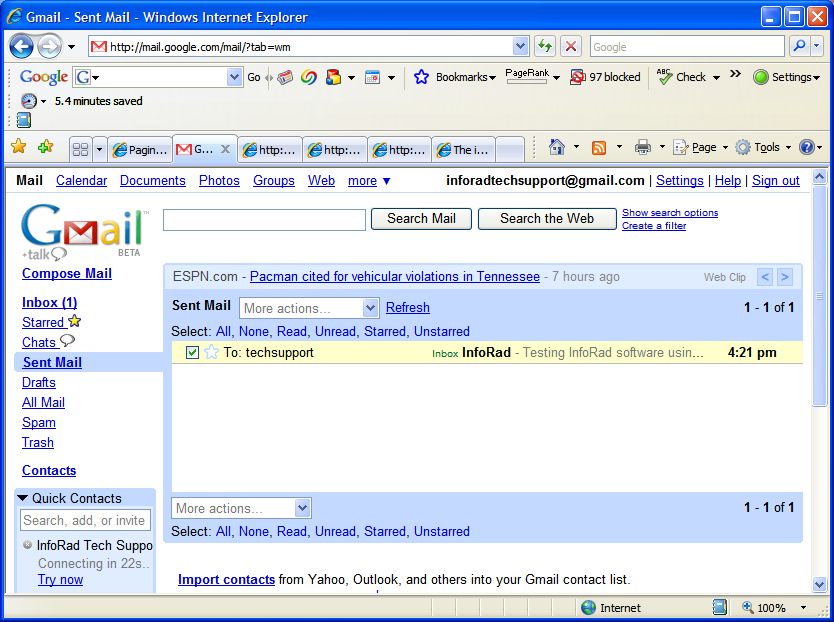 Gmail - Sent Mail - Windows Internet Explorer
http://mail.google.com/mail/?tab=wm
Google
Google G Go Bookmarks PageRank 97 blocked ABC Check » Settings
5.4 minutes saved
Pagin... G... X http:... http:... http:... The i... Page Tools
Mail Calendar Documents Photos Groups Web more ▼ inforadtechsupport@gmail.com | Settings | Help | Sign out
Gmail™
+talk BETA
Search Mail Search the Web Show search options
Create a filter
Compose Mail
Inbox (1)
Starred
Chats
Sent Mail
Drafts
All Mail
Spam
Trash
Contacts
Quick Contacts
Search, add, or invite
InfoRad Tech Suppo
Connecting in 22s..
Try now
ESPN.com - Pacman cited for vehicular violations in Tennessee - 7 hours ago Web Clip < >
Sent Mail More actions... Refresh 1 - 1 of 1
Select: All, None, Read, Unread, Starred, Unstarred
To: techsupport Inbox InfoRad - Testing InfoRad software usin... 4:21 pm
More actions... 1 - 1 of 1
Select: All, None, Read, Unread, Starred, Unstarred
Import contacts from Yahoo, Outlook, and others into your Gmail contact list.
Internet 100%